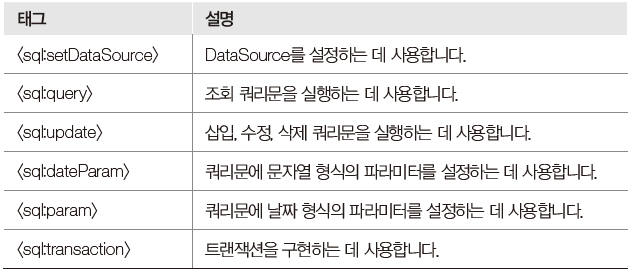 태그 설명
〈sql:setDataSource〉 DataSource를 설정하는 데 사용합니다.
〈sql:query〉 조회 쿼리문을 실행하는 데 사용합니다.
〈sql:update〉 삽입, 수정, 삭제 쿼리문을 실행하는 데 사용합니다.
〈sql:dateParam〉 쿼리문에 문자열 형식의 파라미터를 설정하는 데 사용합니다.
〈sql:param〉 쿼리문에 날짜 형식의 파라미터를 설정하는 데 사용합니다.
〈sql:transaction〉 트랜잭션을 구현하는 데 사용합니다.